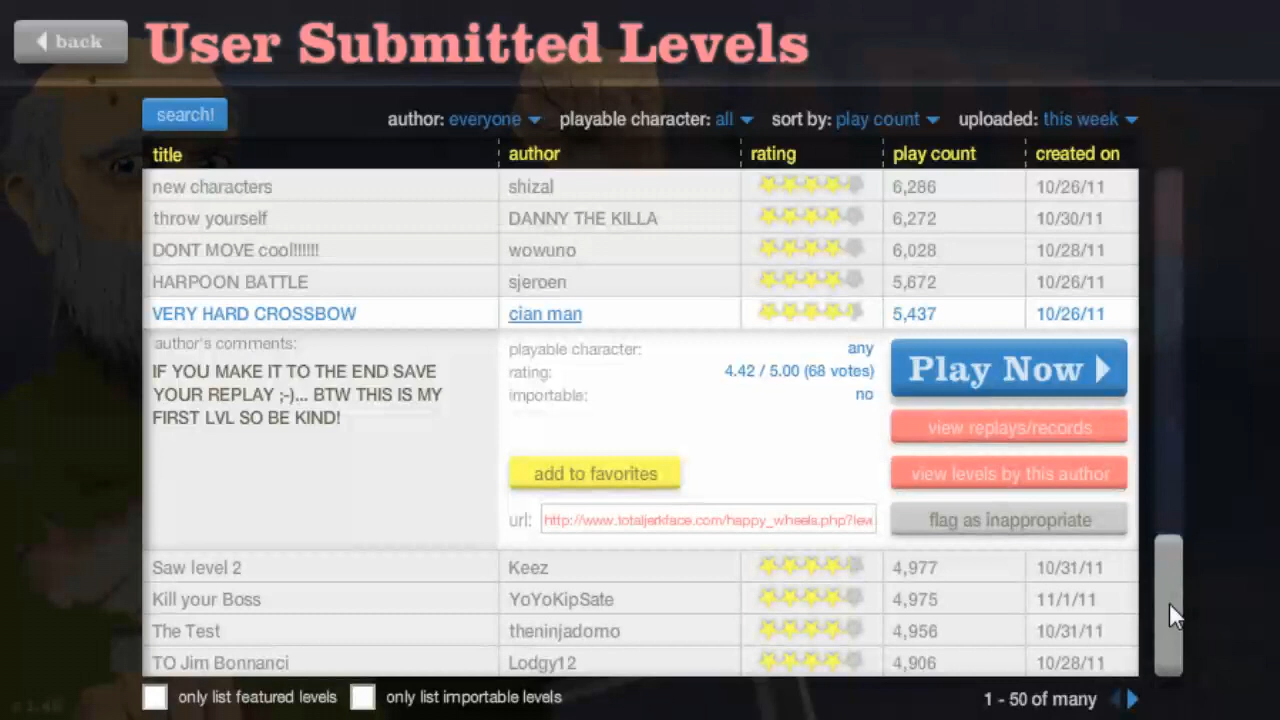 back
User Submitted Levels
search!
author: everyone playable character: all sort by: play count uploaded: this week
title author rating play count created on
new characters shizal 6,286 10/26/11
throw yourself DANNY THE KILLA 6,272 10/30/11
DONT MOVE cool!!!!!!! wowuno 6,028 10/28/11
HARPOON BATTLE sjeroen 5,672 10/26/11
VERY HARD CROSSBOW cian man 5,437 10/26/11
author's comments:
IF YOU MAKE IT TO THE END SAVE
YOUR REPLAY ;-)... BTW THIS IS MY
FIRST LVL SO BE KIND!
playable character: any
rating: 4.42 / 5.00 (68 votes)
importable: no
add to favorites
url: http://www.totaljerkface.com/happy_wheels.php?lev
Play Now
view replays/records
view levels by this author
flag as inappropriate
Saw level 2 Keez 4,977 10/31/11
Kill your Boss YoYoKipSate 4,975 11/1/11
The Test theninjadomo 4,956 10/31/11
TO Jim Bonnanci Lodgy12 4,906 10/28/11
only list featured levels only list importable levels 1 - 50 of many